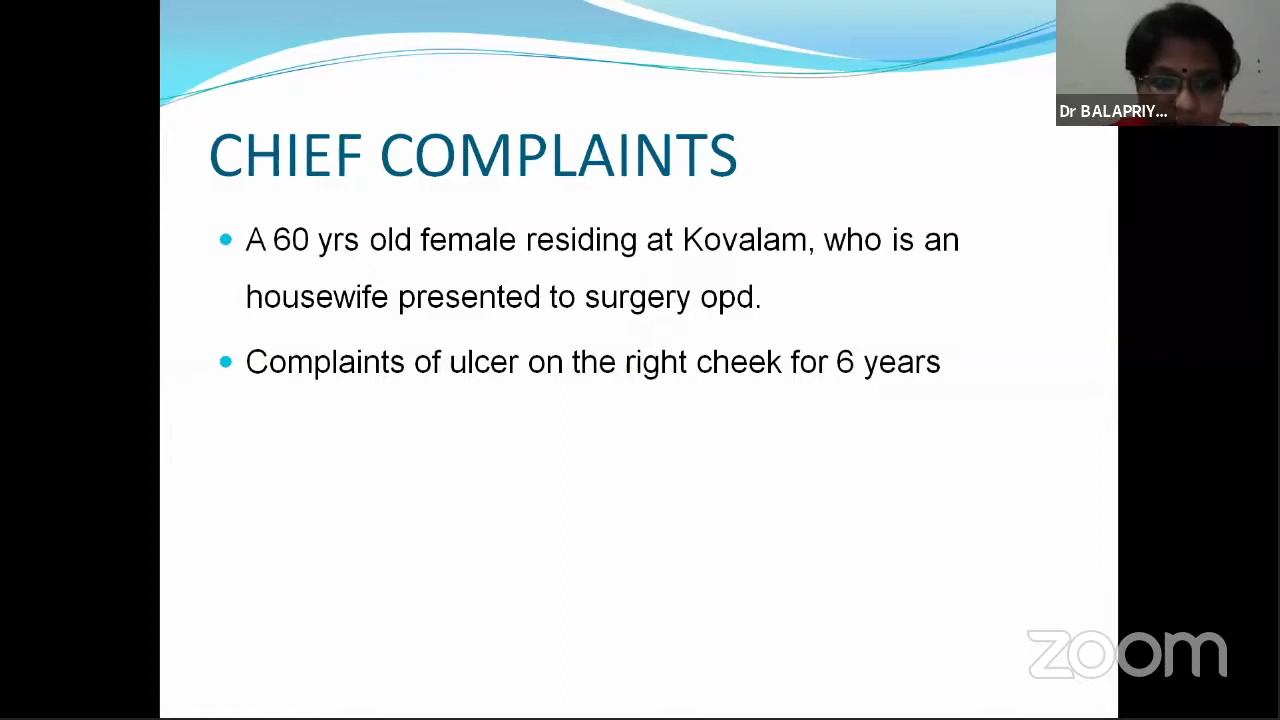 Dr BALAPRIY...
CHIEF COMPLAINTS
A 60 yrs old female residing at Kovalam, who is an
housewife presented to surgery opd.
Complaints of ulcer on the right cheek for 6 years
zoom